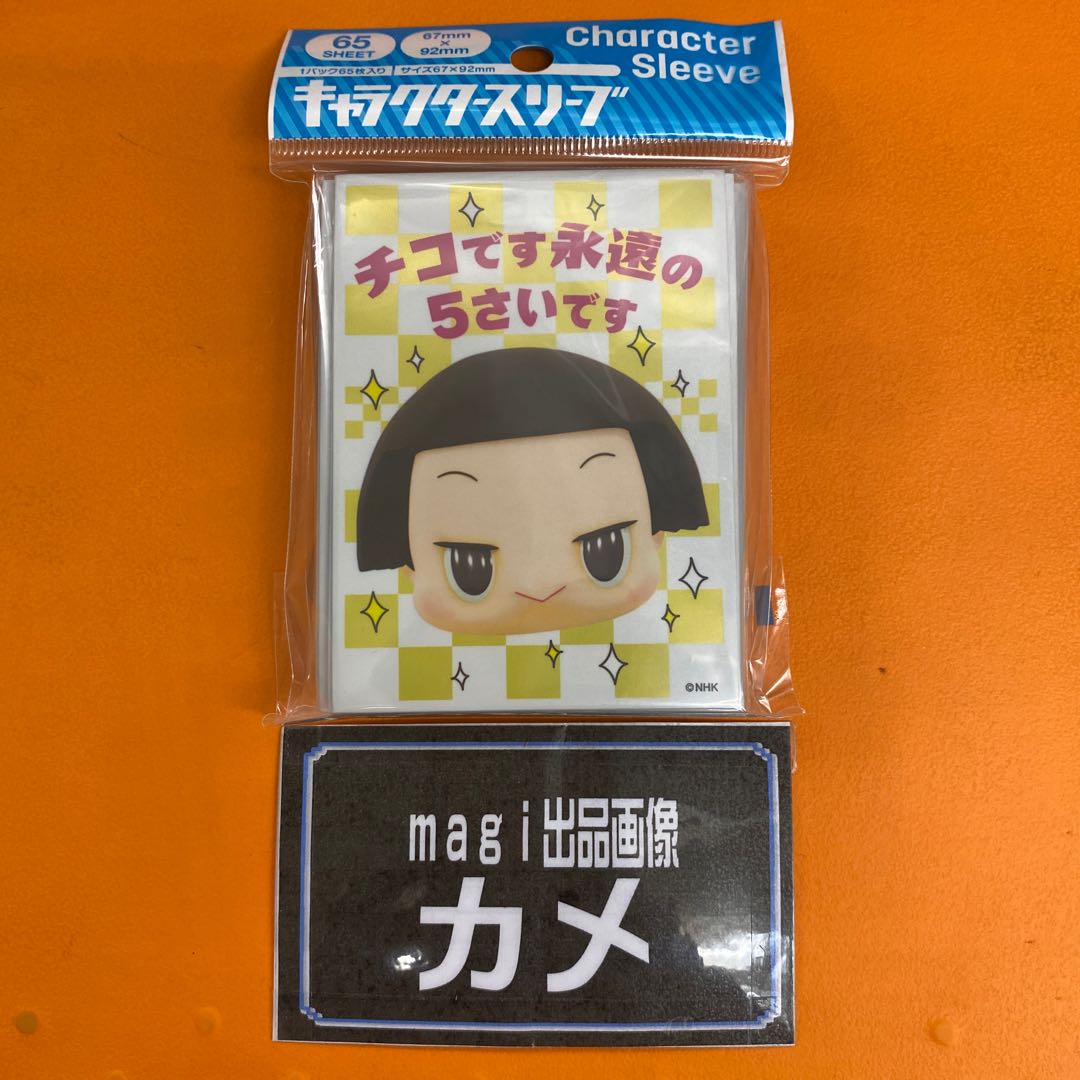 65
SHEET
67mm
×
92mm
Character
Sleeve
1パック65枚入り サイズ67×92mm
キャラクタースリーブ
チコです永遠の
5さいです
©NHK
magi出品画像
カメ